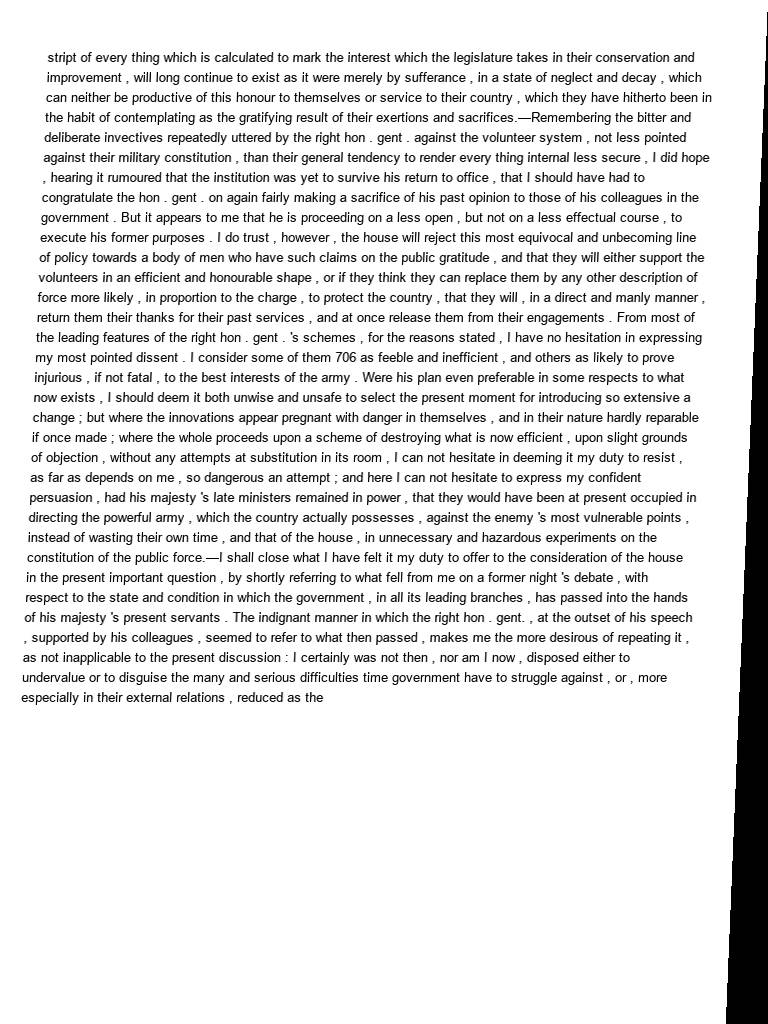 stript of every thing which is calculated to mark the interest which the legislature takes in their conservation and
improvement , will long continue to exist as it were merely by sufferance , in a state of neglect and decay , which
can neither be productive of this honour to themselves or service to their country , which they have hitherto been in
the habit of contemplating as the gratifying result of their exertions and sacrifices.—Remembering the bitter and
deliberate invectives repeatedly uttered by the right hon . gent . against the volunteer system , not less pointed
against their military constitution , than their general tendency to render every thing internal less secure , I did hope
, hearing it rumoured that the institution was yet to survive his return to office , that I should have had to
congratulate the hon . gent . on again fairly making a sacrifice of his past opinion to those of his colleagues in the
government . But it appears to me that he is proceeding on a less open , but not on a less effectual course , to
execute his former purposes . I do trust , however , the house will reject this most equivocal and unbecoming line
of policy towards a body of men who have such claims on the public gratitude , and that they will either support the
volunteers in an efficient and honourable shape , or if they think they can replace them by any other description of
force more likely , in proportion to the charge , to protect the country , that they will , in a direct and manly manner ,
return them their thanks for their past services , and at once release them from their engagements . From most of
the leading features of the right hon . gent . 's schemes , for the reasons stated , I have no hesitation in expressing
my most pointed dissent . I consider some of them 706 as feeble and inefficient , and others as likely to prove
injurious , if not fatal , to the best interests of the army . Were his plan even preferable in some respects to what
now exists , I should deem it both unwise and unsafe to select the present moment for introducing so extensive a
change ; but where the innovations appear pregnant with danger in themselves , and in their nature hardly reparable
if once made ; where the whole proceeds upon a scheme of destroying what is now efficient , upon slight grounds
of objection , without any attempts at substitution in its room , I can not hesitate in deeming it my duty to resist ,
as far as depends on me , so dangerous an attempt ; and here I can not hesitate to express my confident
persuasion , had his majesty 's late ministers remained in power , that they would have been at present occupied in
directing the powerful army , which the country actually possesses , against the enemy 's most vulnerable points ,
instead of wasting their own time , and that of the house , in unnecessary and hazardous experiments on the
constitution of the public force.—I shall close what I have felt it my duty to offer to the consideration of the house
in the present important question , by shortly referring to what fell from me on a former night 's debate , with
respect to the state and condition in which the government , in all its leading branches , has passed into the hands
of his majesty 's present servants . The indignant manner in which the right hon . gent. , at the outset of his speech
, supported by his colleagues , seemed to refer to what then passed , makes me the more desirous of repeating it ,
as not inapplicable to the present discussion : I certainly was not then , nor am I now , disposed either to
undervalue or to disguise the many and serious difficulties time government have to struggle against , or , more
especially in their external relations , reduced as the